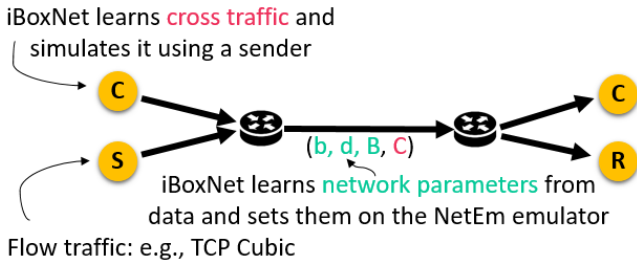 iBoxNet learns cross traffic and
simulates it using a sender
C
C
S
(b, d, B, C)
R
iBoxNet learns network parameters from
data and sets them on the NetEm emulator
Flow traffic: e.g., TCP Cubic